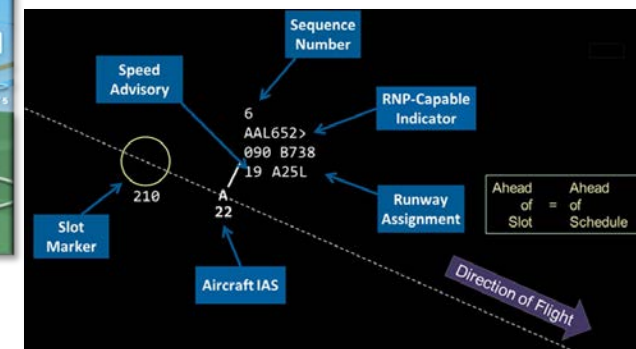 Sequence
Number
Speed
Advisory
6
AAL652>
090 B738
19 A25L
RNP-Capable
Indicator
210
A
22
Slot
Marker
Aircraft IAS
Runway
Assignment
Ahead Ahead
of = of
Slot Schedule
Direction of Flight
5